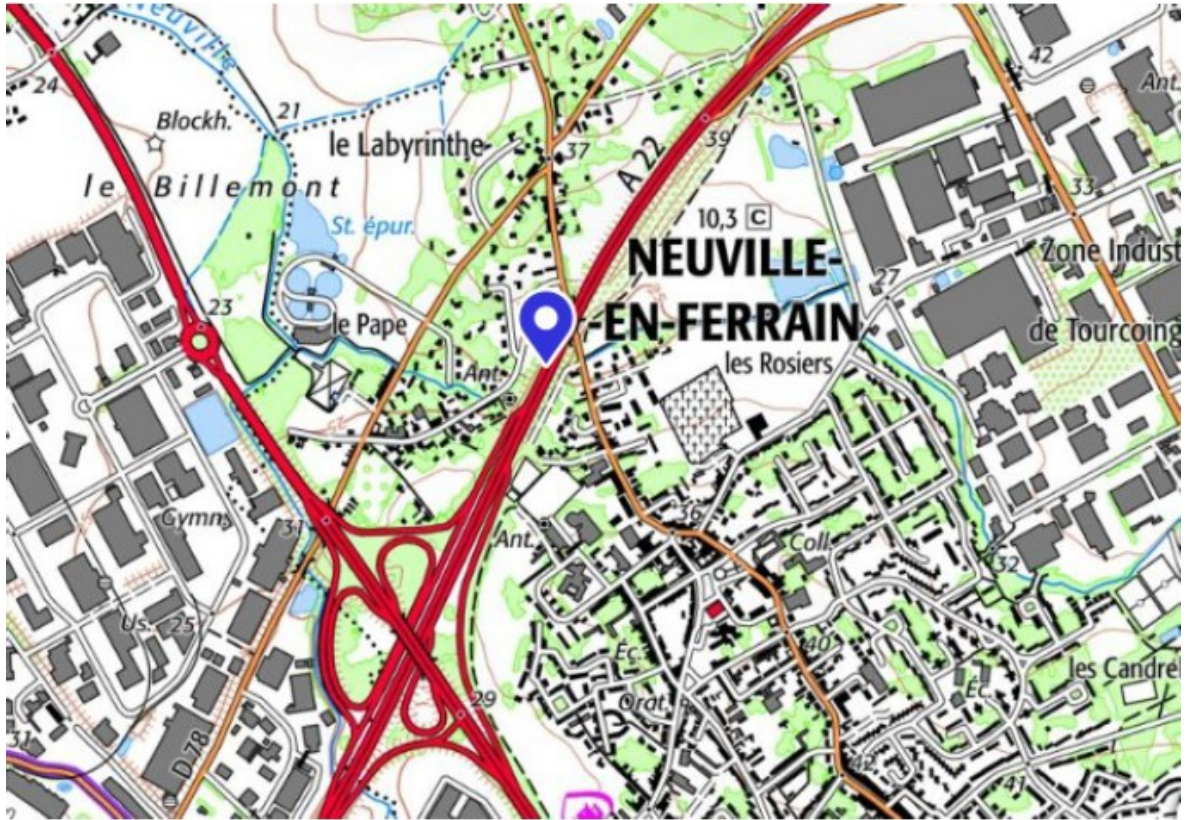 Neuville
24
42
Ant.
Blockh.
21
le Labyrinthe
37
A 22
39
le Billemont
St. épur.
10,3 C
33
NEUVILLE-
-EN-FERRAIN
Zone Indust
27
23
le Pape
de Tourcoing
les Rosiers
Ant.
Gymn.
31
Ant.
36
Coll.
32
Us.
25
40
Éc.
les Candrel
Éc.
Orat.
29
D 78
31
42
41